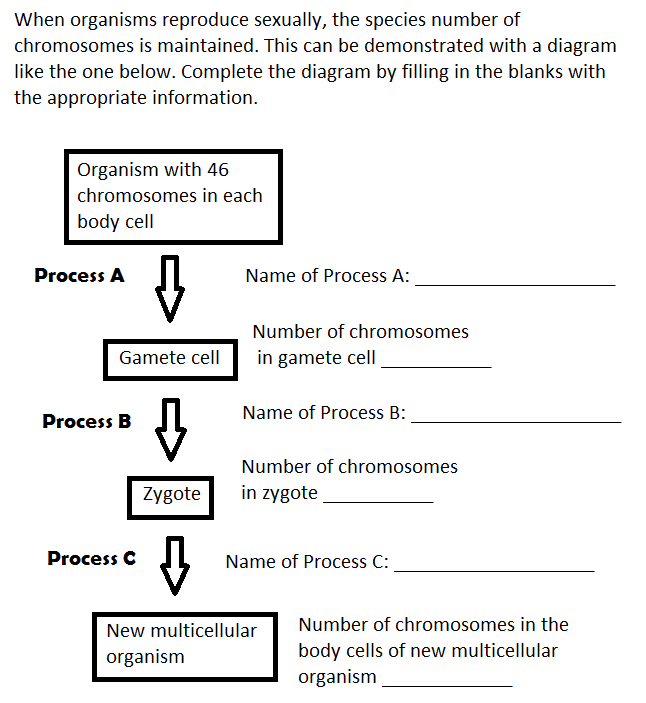 When organisms reproduce sexually, the species number of
chromosomes is maintained. This can be demonstrated with a diagram
like the one below. Complete the diagram by filling in the blanks with
the appropriate information.
Organism with 46
chromosomes in each
body cell
Process A
Name of Process A: ____________________
Number of chromosomes
in gamete cell ___________
Gamete cell
Process B
Name of Process B: _____________________
Number of chromosomes
in zygote ___________
Zygote
Process C
Name of Process C: ____________________
New multicellular
organism
Number of chromosomes in the
body cells of new multicellular
organism _____________